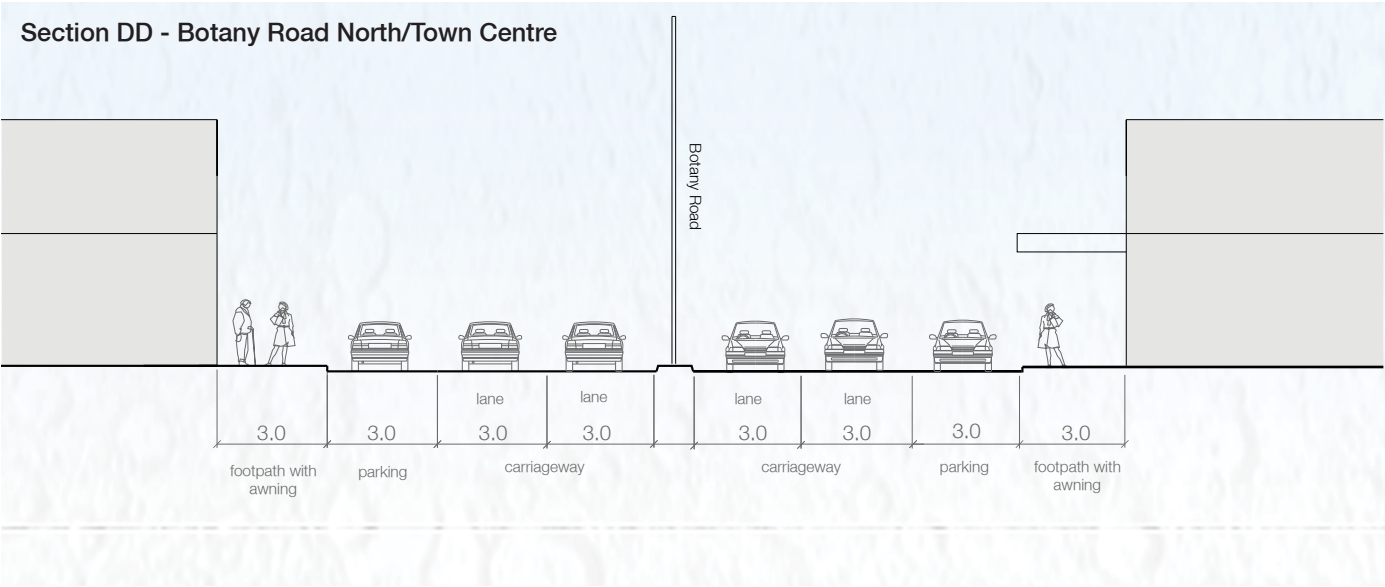 Section DD - Botany Road North/Town Centre
Botany Road
lane
lane
lane
lane
3.0
3.0
3.0
3.0
3.0
3.0
3.0
3.0
footpath with
awning
parking
carriageway
carriageway
parking
footpath with
awning